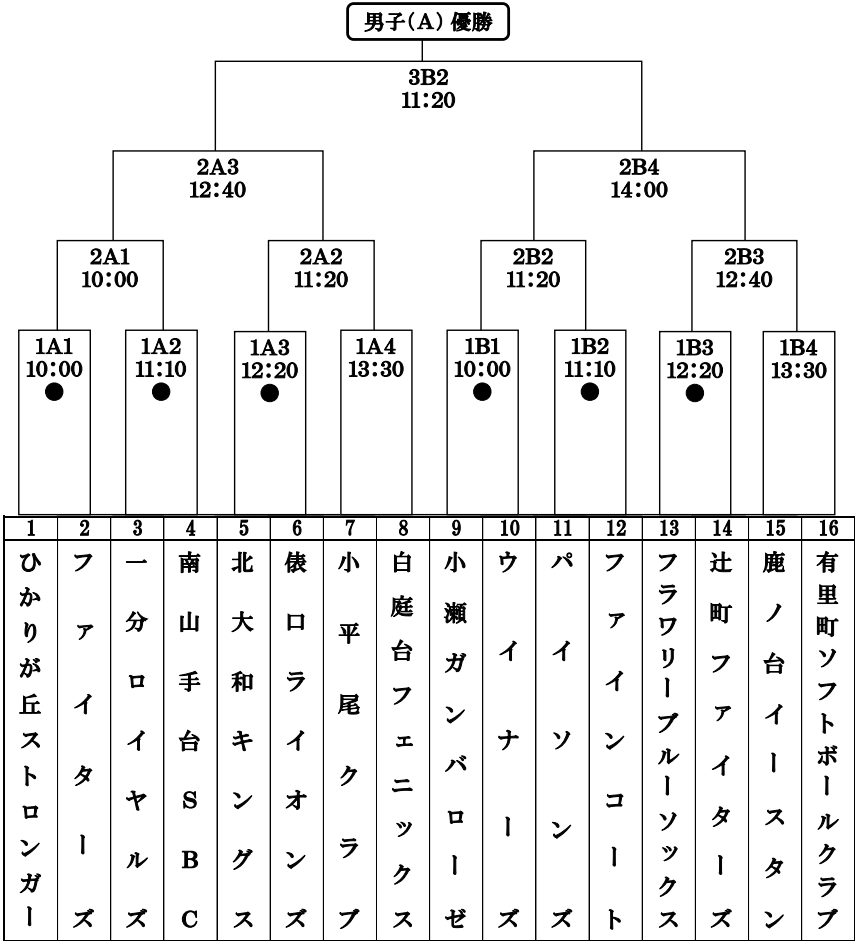 男子(A) 優勝
3B2
11:20
2A3
12:40
2B4
14:00
2A1
10:00
2A2
11:20
2B2
11:20
2B3
12:40
1A1
10:00
●
1A2
11:10
●
1A3
12:20
●
1A4
13:30
1B1
10:00
●
1B2
11:10
●
1B3
12:20
●
1B4
13:30
1 2 3 4 5 6 7 8 9 10 11 12 13 14 15 16
ひかりが丘ストロンガー
ファイターズ
一分ロイヤルズ
南山手台SBC
北大和キングス
俵口ライオンズ
小平尾クラブ
白庭台フェニックス
小瀬ガンバローゼ
ウイナーズ
パイソンズ
ファインコート
フラワリーブルーソックス
辻町ファイターズ
鹿ノ台イースタン
有里町ソフトボールクラブ